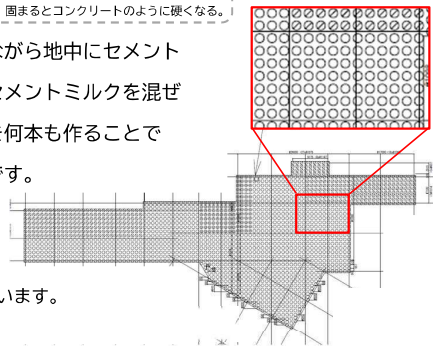 固まるとコンクリートのように硬くなる。
ながら地中にセメント
セメントミルクを混ぜ
を何本も作ることで
です。
います。